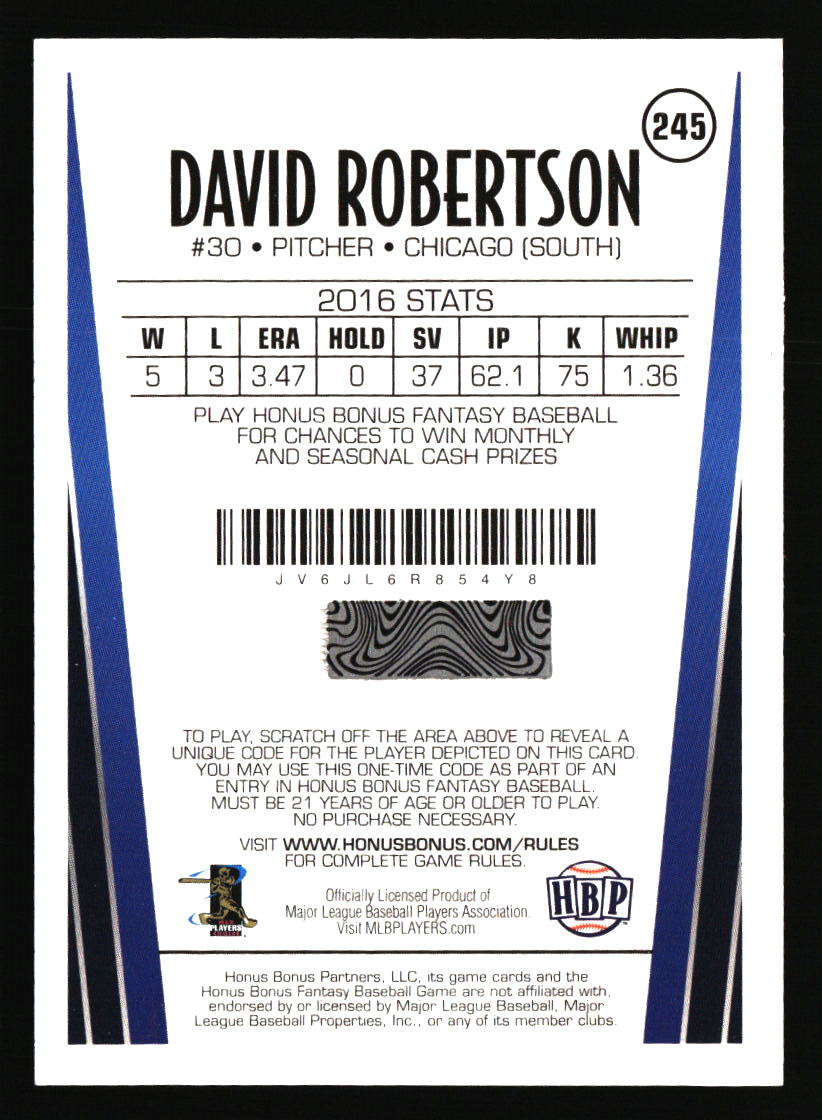 245
DAVID ROBERTSON
#30 • PITCHER • CHICAGO (SOUTH)
2016 STATS
W L ERA HOLD SV IP K WHIP
5 3 3.47 0 37 62.1 75 1.36
PLAY HONUS BONUS FANTASY BASEBALL
FOR CHANCES TO WIN MONTHLY
AND SEASONAL CASH PRIZES
JV6JL6R854Y8
TO PLAY, SCRATCH OFF THE AREA ABOVE TO REVEAL A
UNIQUE CODE FOR THE PLAYER DEPICTED ON THIS CARD.
YOU MAY USE THIS ONE-TIME CODE AS PART OF AN
ENTRY IN HONUS BONUS FANTASY BASEBALL.
MUST BE 21 YEARS OF AGE OR OLDER TO PLAY.
NO PURCHASE NECESSARY.
VISIT WWW.HONUSBONUS.COM/RULES
FOR COMPLETE GAME RULES.
PLAYERS
CHOICE
Officially Licensed Product of
Major League Baseball Players Association.
Visit MLBPLAYERS.com
HBP
Honus Bonus Partners, LLC, its game cards and the
Honus Bonus Fantasy Baseball Game are not affiliated with,
endorsed by or licensed by Major League Baseball, Major
League Baseball Properties, Inc., or any of its member clubs.